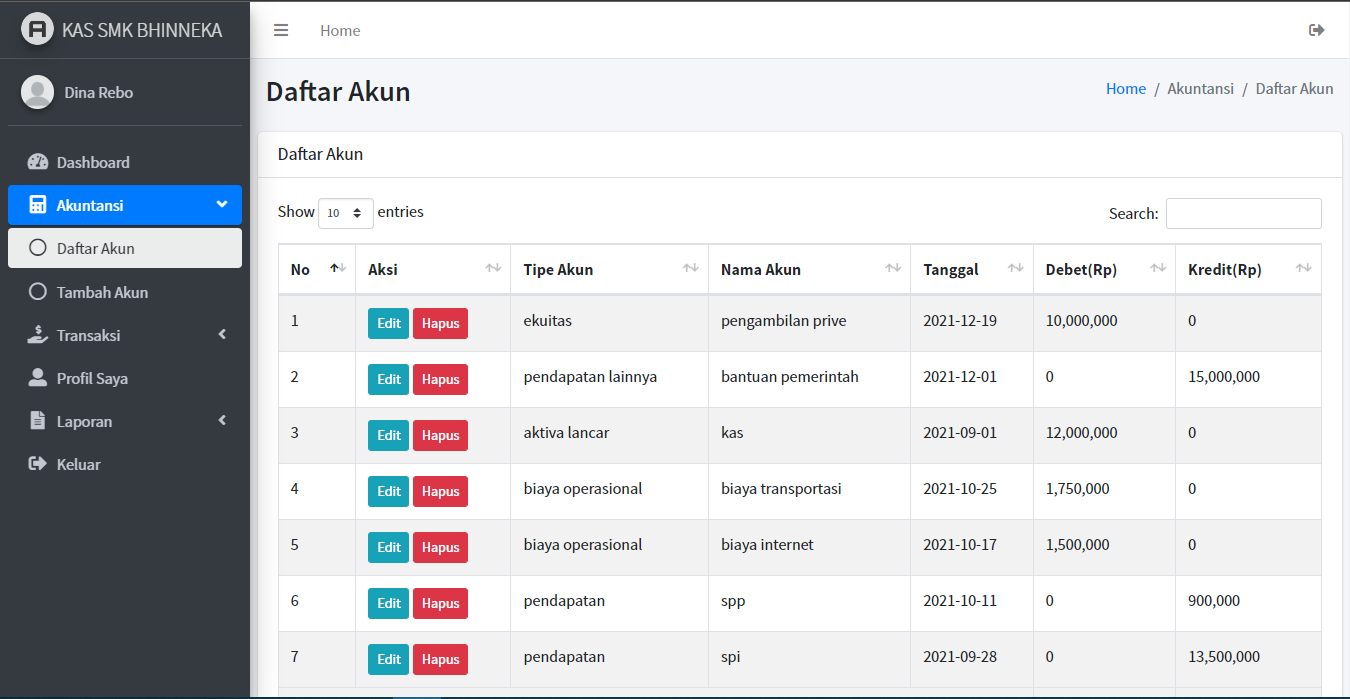 KAS SMK BHINNEKA
Home
Dina Rebo
Daftar Akun
Home / Akuntansi / Daftar Akun
Dashboard
Akuntansi
Daftar Akun
Tambah Akun
Transaksi
Profil Saya
Laporan
Keluar
Daftar Akun
Show 10 entries
Search:
No Aksi Tipe Akun Nama Akun Tanggal Debet(Rp) Kredit(Rp)
1 Edit Hapus ekuitas pengambilan prive 2021-12-19 10,000,000 0
2 Edit Hapus pendapatan lainnya bantuan pemerintah 2021-12-01 0 15,000,000
3 Edit Hapus aktiva lancar kas 2021-09-01 12,000,000 0
4 Edit Hapus biaya operasional biaya transportasi 2021-10-25 1,750,000 0
5 Edit Hapus biaya operasional biaya internet 2021-10-17 1,500,000 0
6 Edit Hapus pendapatan spp 2021-10-11 0 900,000
7 Edit Hapus pendapatan spi 2021-09-28 0 13,500,000